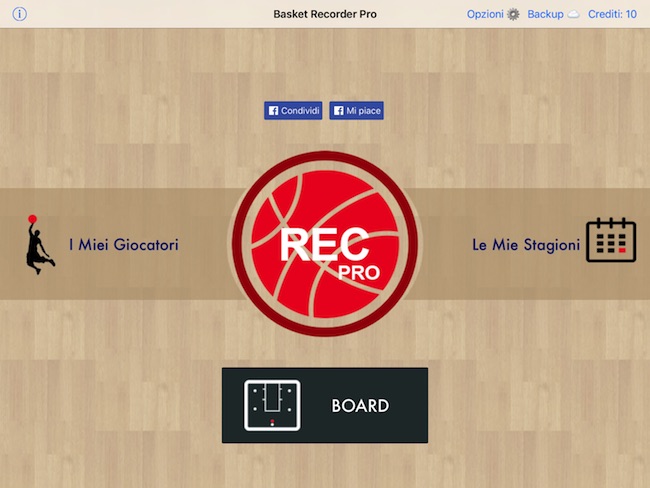 Basket Recorder Pro
Opzioni Backup Crediti: 10
Condividi Mi piace
I Miei Giocatori
REC
PRO
Le Mie Stagioni
BOARD